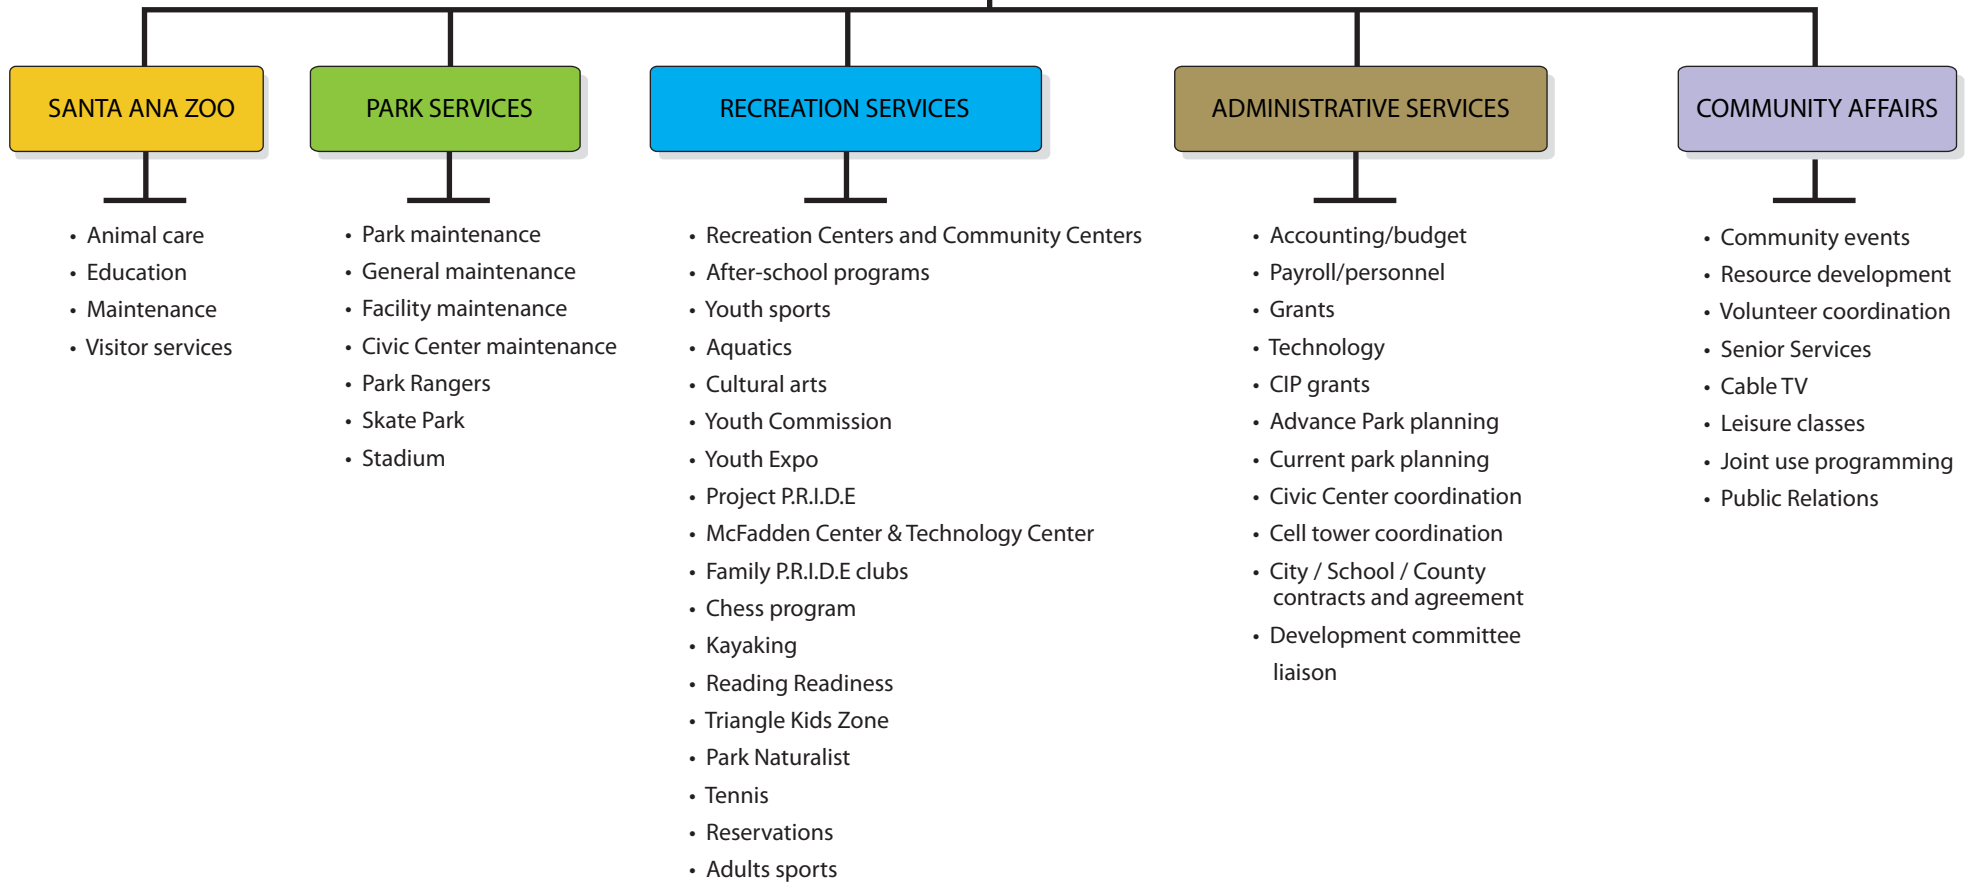 SANTA ANA ZOO
PARK SERVICES
RECREATION SERVICES
ADMINISTRATIVE SERVICES
COMMUNITY AFFAIRS
• Animal care
• Education
• Maintenance
• Visitor services
• Park maintenance
• General maintenance
• Facility maintenance
• Civic Center maintenance
• Park Rangers
• Skate Park
• Stadium
• Recreation Centers and Community Centers
• After-school programs
• Youth sports
• Aquatics
• Cultural arts
• Youth Commission
• Youth Expo
• Project P.R.I.D.E
• McFadden Center & Technology Center
• Family P.R.I.D.E clubs
• Chess program
• Kayaking
• Reading Readiness
• Triangle Kids Zone
• Park Naturalist
• Tennis
• Reservations
• Adults sports
• Accounting/budget
• Payroll/personnel
• Grants
• Technology
• CIP grants
• Advance Park planning
• Current park planning
• Civic Center coordination
• Cell tower coordination
• City / School / County
contracts and agreement
• Development committee
liaison
• Community events
• Resource development
• Volunteer coordination
• Senior Services
• Cable TV
• Leisure classes
• Joint use programming
• Public Relations